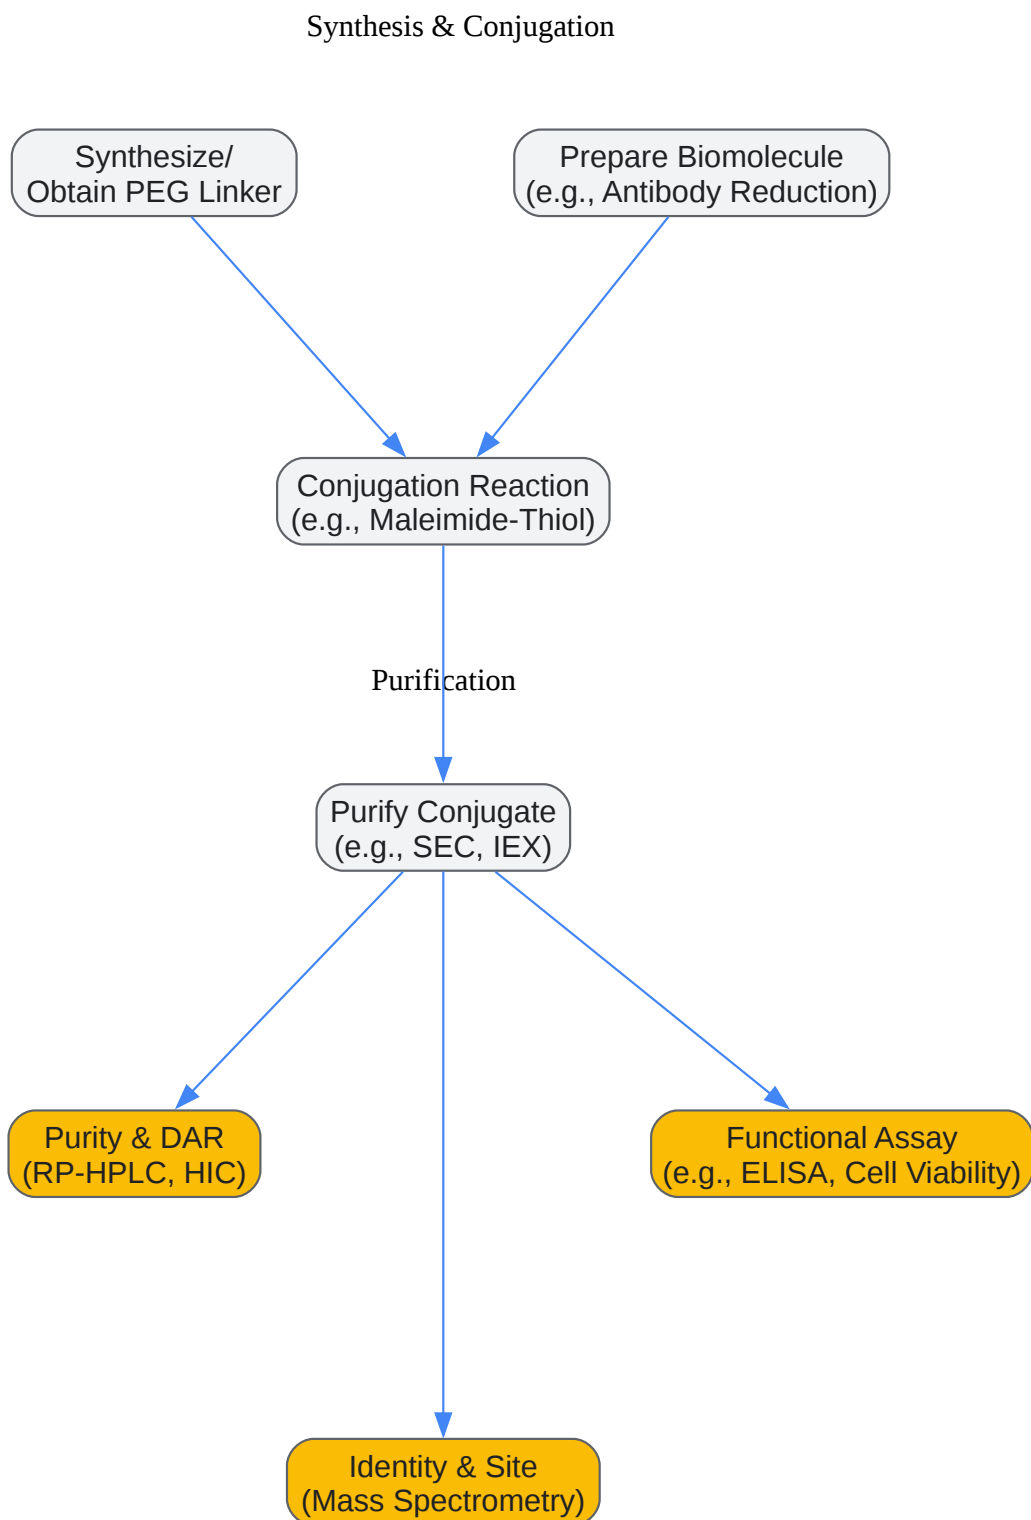 Synthesis & Conjugation
Synthesize/
Obtain PEG Linker
Prepare Biomolecule
(e.g., Antibody Reduction)
Conjugation Reaction
(e.g., Maleimide-Thiol)
Purification
Purify Conjugate
(e.g., SEC, IEX)
Purity & DAR
(RP-HPLC, HIC)
Functional Assay
(e.g., ELISA, Cell Viability)
Identity & Site
(Mass Spectrometry)